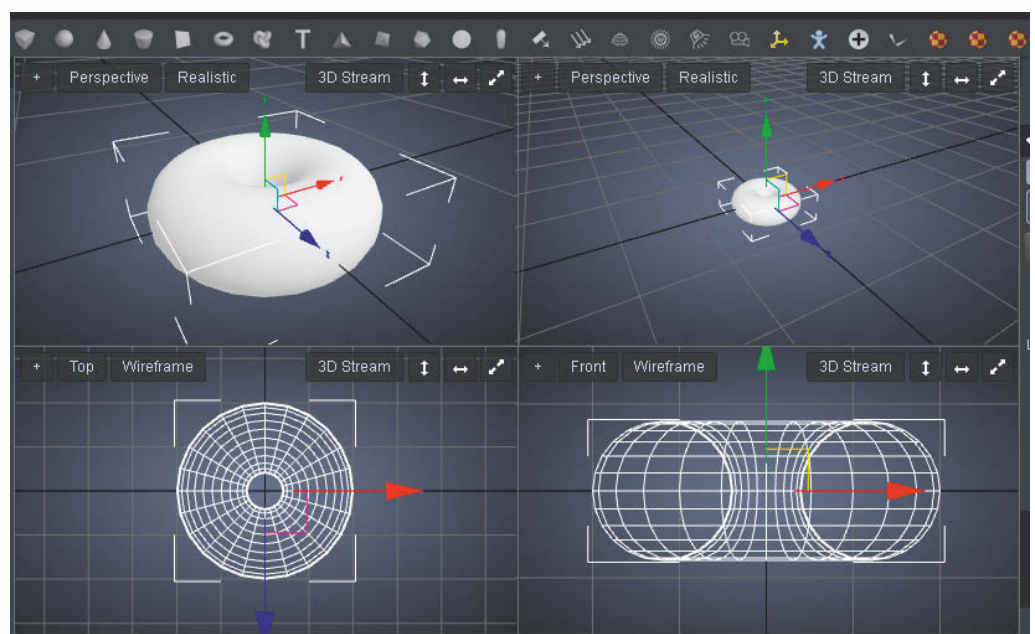 T
+ Perspective Realistic 3D Stream
+ Perspective Realistic 3D Stream
+ Top Wireframe 3D Stream
+ Front Wireframe 3D Stream